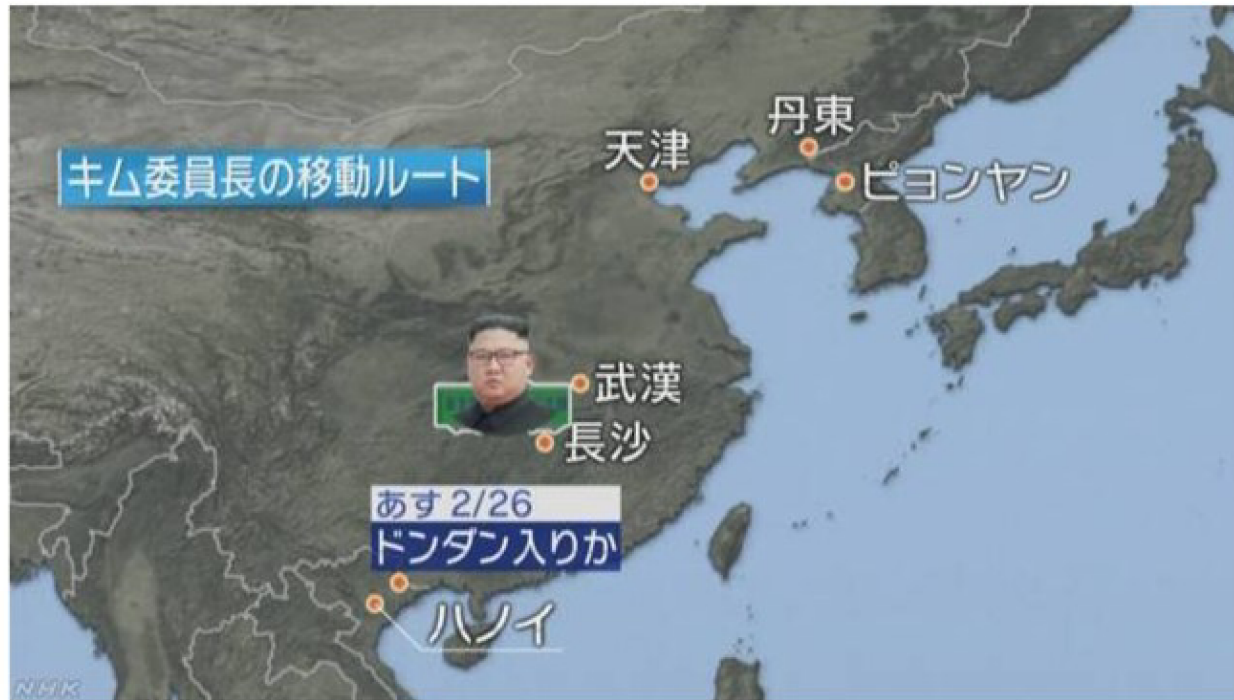 丹東
天津
キム委員長の移動ルート
ピョンヤン
武漢
長沙
あす 2/26
ドンダン入りか
ハノイ
NHK